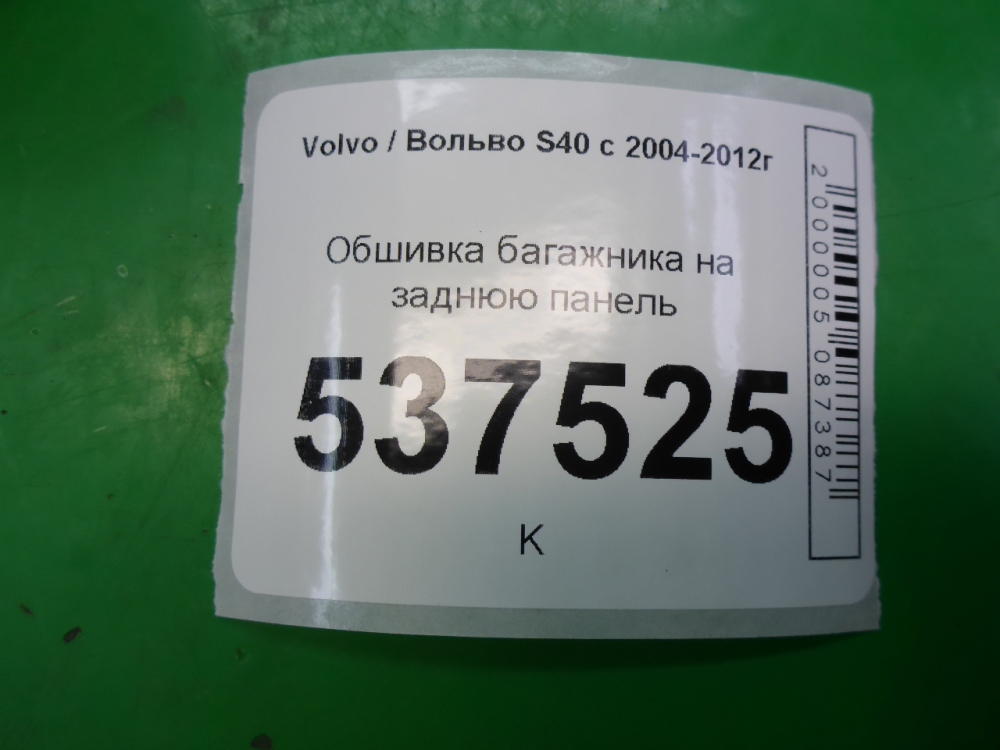 Volvo / Вольво S40 с 2004-2012г
Обшивка багажника на
заднюю панель
537525
К
2000005087387